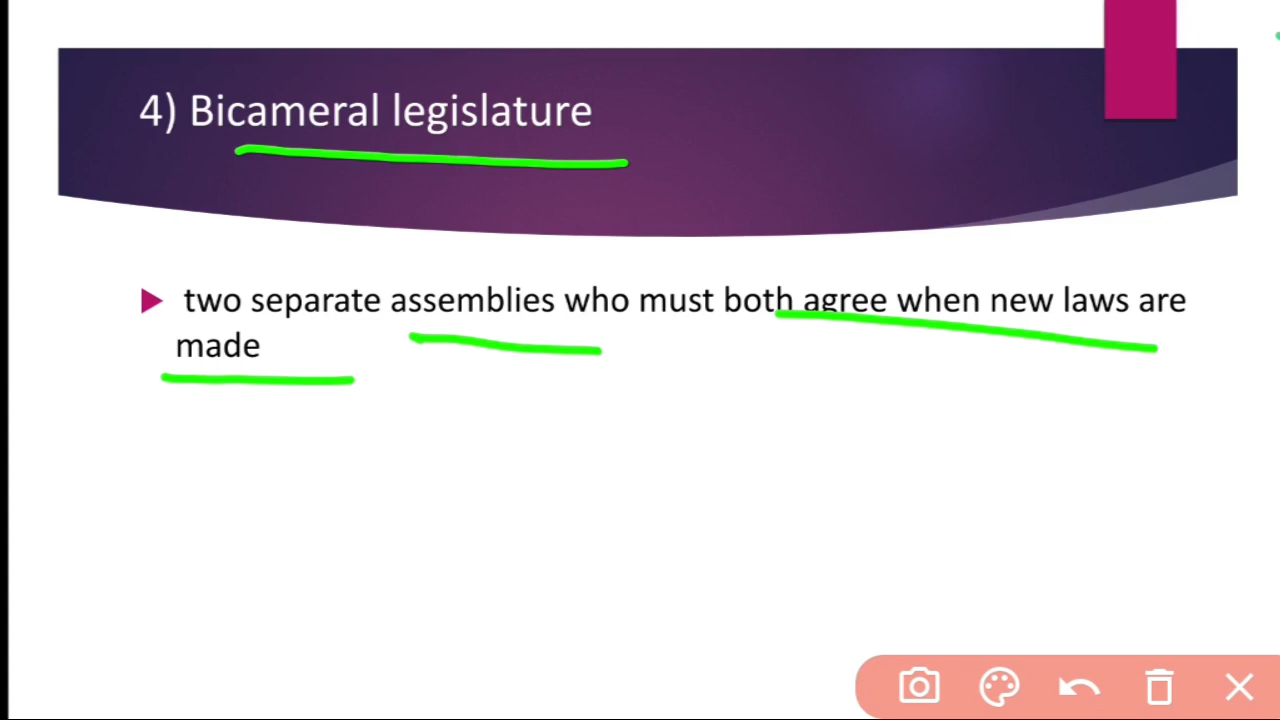 4) Bicameral legislature
two separate assemblies who must both agree when new laws are
made